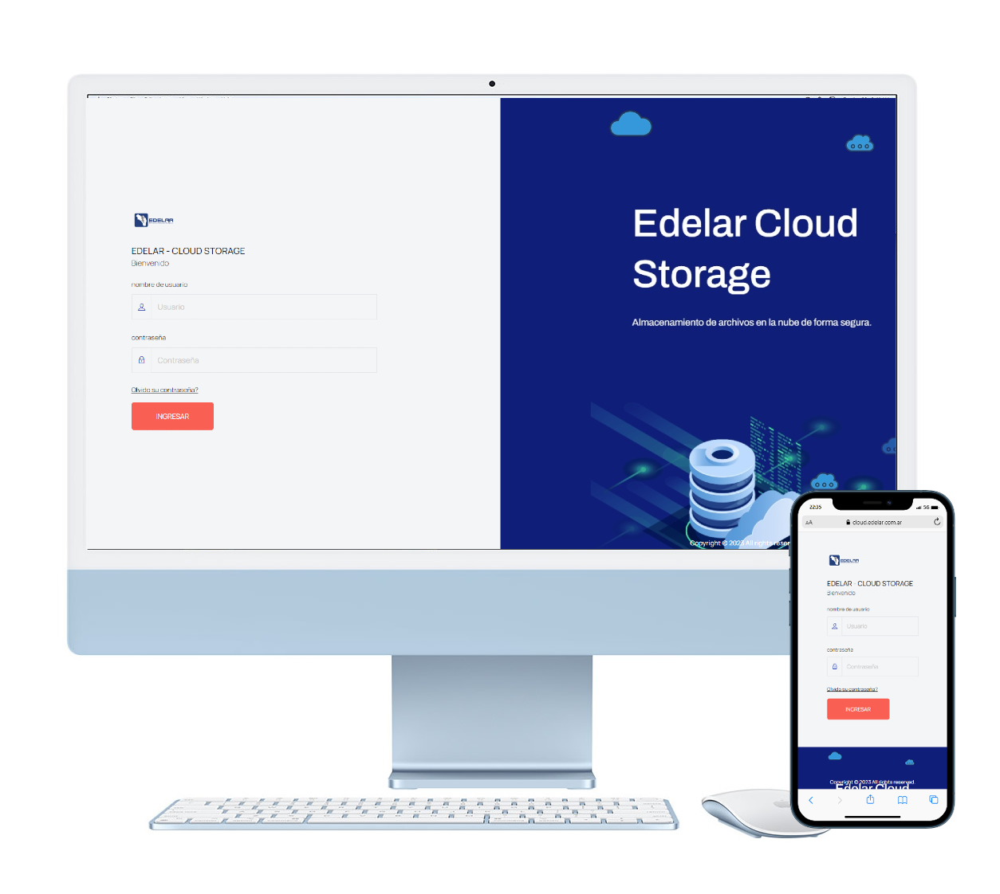 EDELAR
EDELAR - CLOUD STORAGE
Bienvenido
nombre de usuario
Usuario
contraseña
Contraseña
Olvido su contraseña?
INGRESAR
Edelar Cloud
Storage
Almacenamiento de archivos en la nube de forma segura.
Copyright © 2023 All rights
22:35
5G
AA
cloud.edelar.com.ar
EDELAR
EDELAR - CLOUD STORAGE
Bienvenido
nombre de usuario
Usuario
contraseña
Contraseña
Olvido su contraseña?
INGRESAR
Copyright © 2023 All rights reserved.
Edelar Cloud